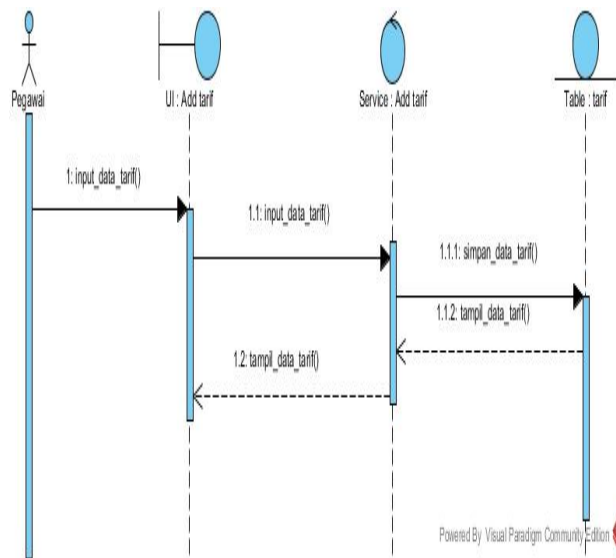 Pegawai
UI : Add tarif
Service : Add tarif
Table : tarif
1: input_data_tarif()
1.1: input_data_tarif()
1.1.1: simpan_data_tarif()
1.1.2: tampil_data_tarif()
1.2: tampil_data_tarif()
Powered By Visual Paradigm Community Edition